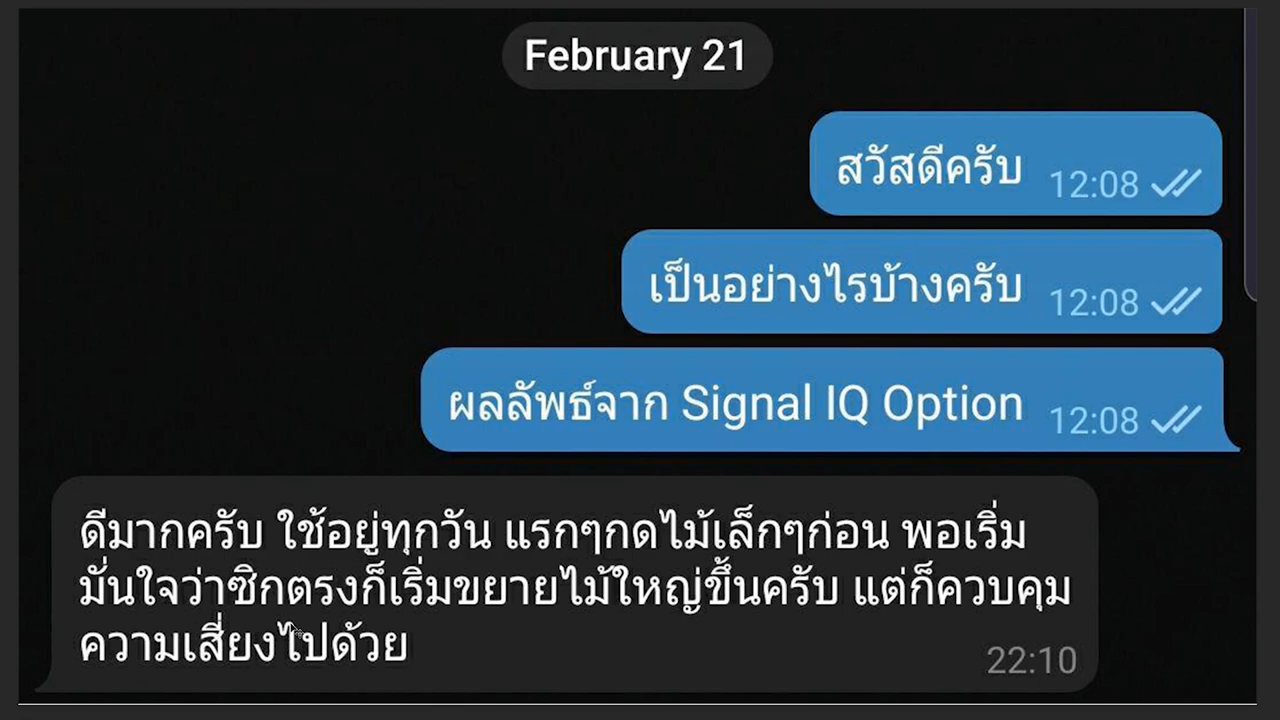 February 21
สวัสดีครับ 12:08
เป็นอย่างไรบ้างครับ 12:08
ผลลัพธ์จาก Signal IQ Option 12:08
ดีมากครับ ใช้อยู่ทุกวัน แรกๆกดไม้เล็กๆก่อน พอเริ่ม
มั่นใจว่าซิกตรงก็เริ่มขยายไม้ใหญ่ขึ้นครับ แต่ก็ควบคุม
ความเสี่ยงไปด้วย
22:10